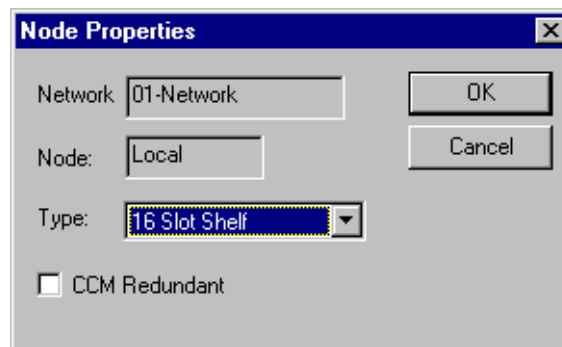 Node Properties
Network 01-Network
OK
Node: Local
Cancel
Type: 16 Slot Shelf
CCM Redundant